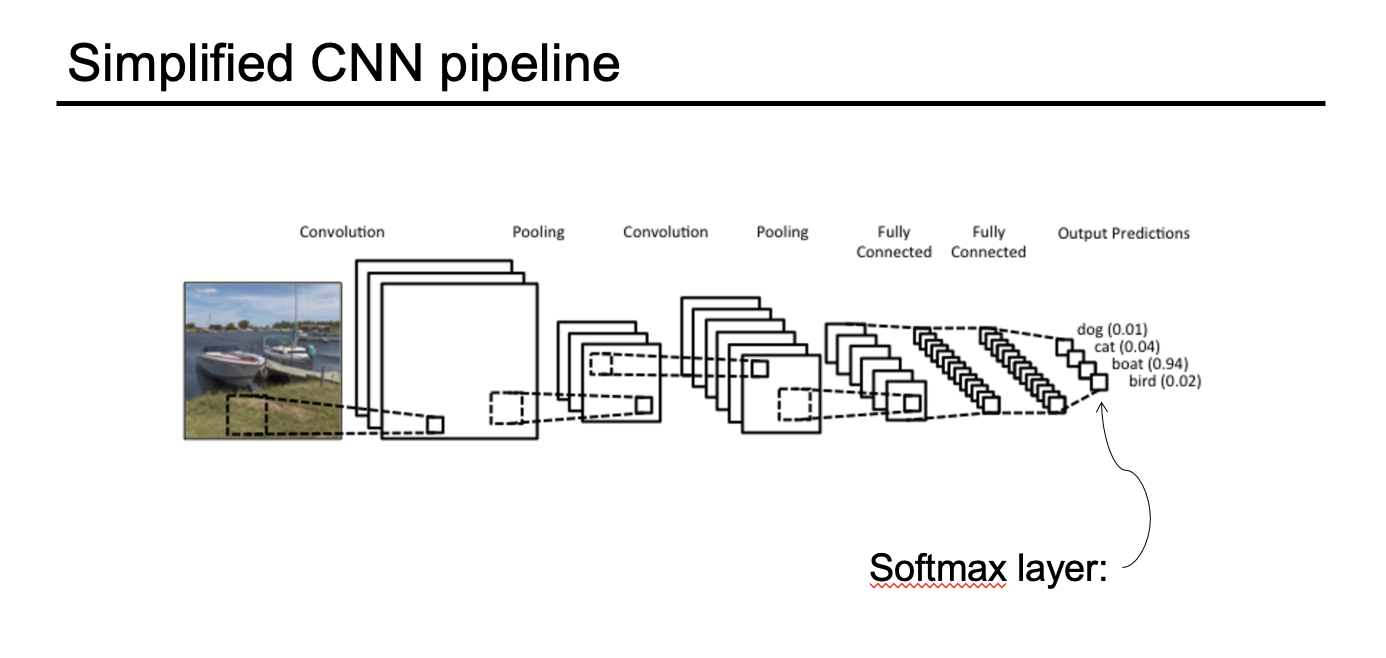 Simplified CNN pipeline
Convolution
Pooling
Convolution
Pooling
Fully
Connected
Fully
Connected
Output Predictions
dog (0.01)
cat (0.04)
boat (0.94)
bird (0.02)
Softmax layer: